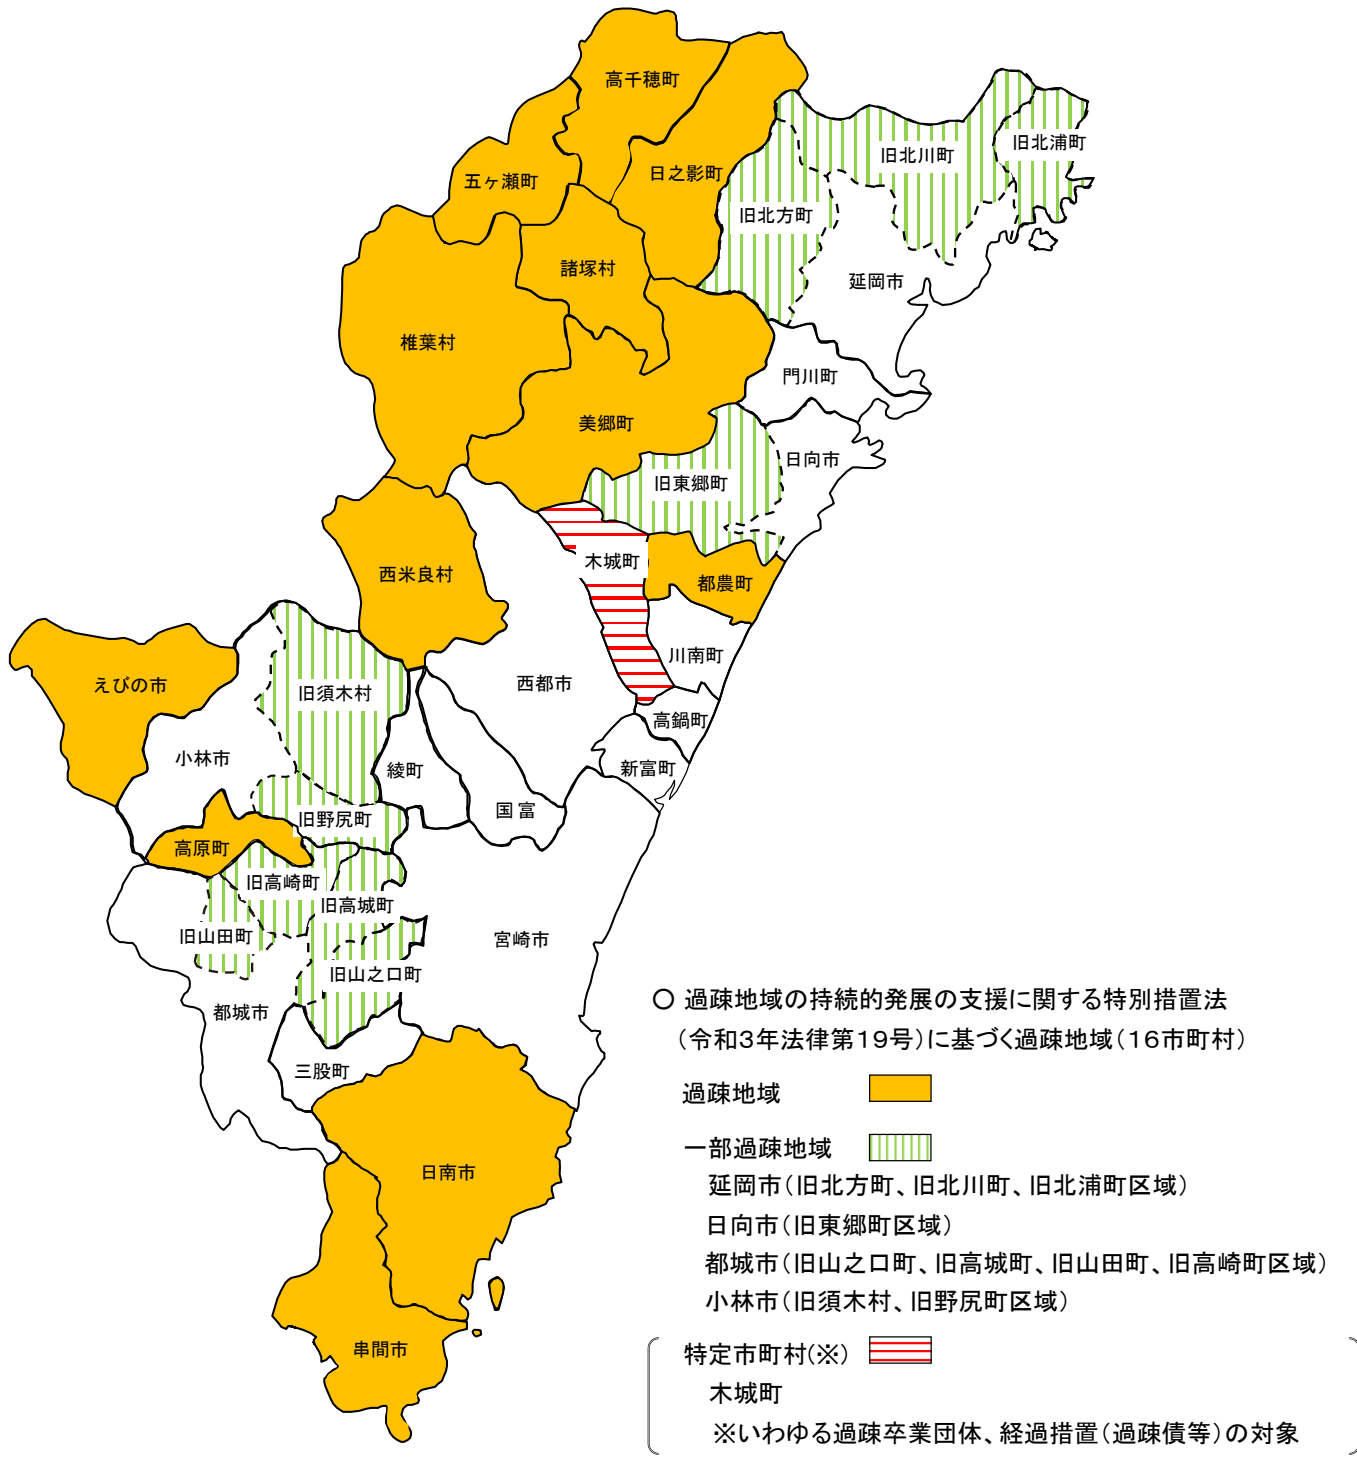 高千穂町
日之影町
五ヶ瀬町
旧北川町
旧北浦町
旧北方町
諸塚村
延岡市
椎葉村
門川町
美郷町
日向市
旧東郷町
木城町
西米良村
都農町
川南町
西都市
えびの市
旧須木村
高鍋町
小林市
綾町
新富町
国富
旧野尻町
高原町
旧高崎町
旧高城町
旧山田町
宮崎市
旧山之口町
都城市
三股町
日南市
串間市
○ 過疎地域の持続的発展の支援に関する特別措置法
（令和3年法律第19号）に基づく過疎地域（16市町村）
過疎地域
一部過疎地域
延岡市（旧北方町、旧北川町、旧北浦町区域）
日向市（旧東郷町区域）
都城市（旧山之口町、旧高城町、旧山田町、旧高崎町区域）
小林市（旧須木村、旧野尻町区域）
特定市町村(※)
木城町
※いわゆる過疎卒業団体、経過措置（過疎債等）の対象